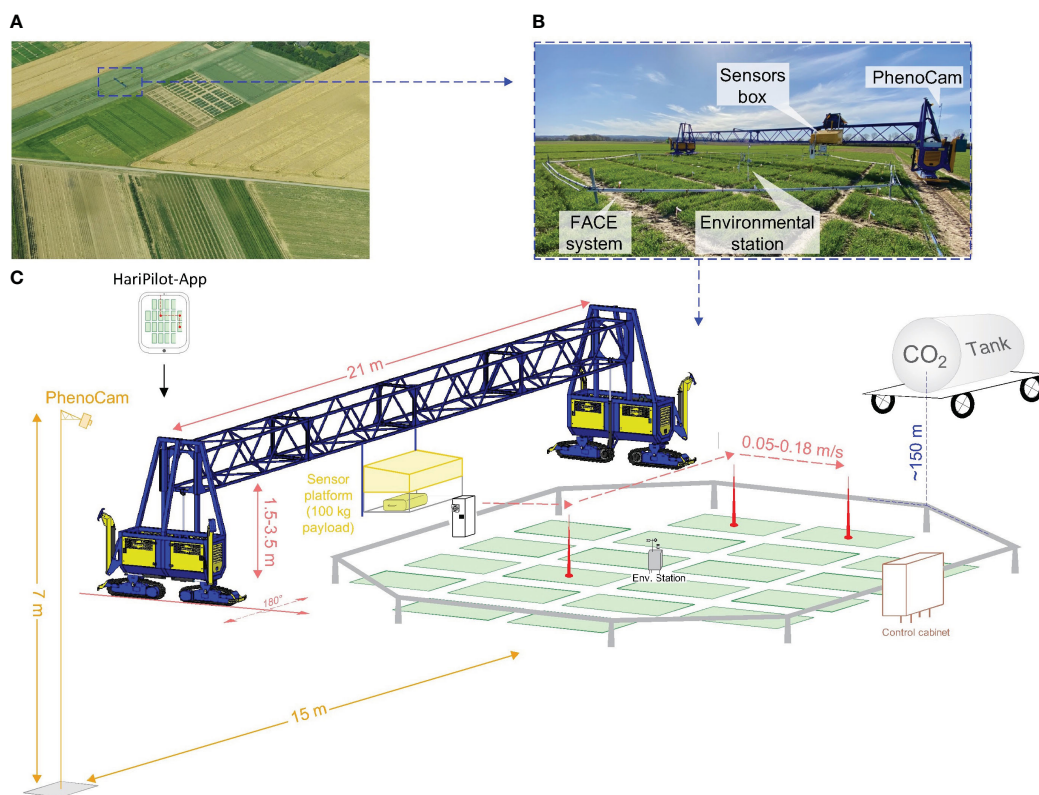 A
B
Sensors
box
PhenoCam
FACE
system
Environmental
station
C
HariPilot-App
21 m
PhenoCam
CO2
Tank
0.05-0.18 m/s
~150 m
Sensor
platform
(100 kg
payload)
1.5-3.5 m
Env. Station
7 m
180°
Control cabinet
15 m